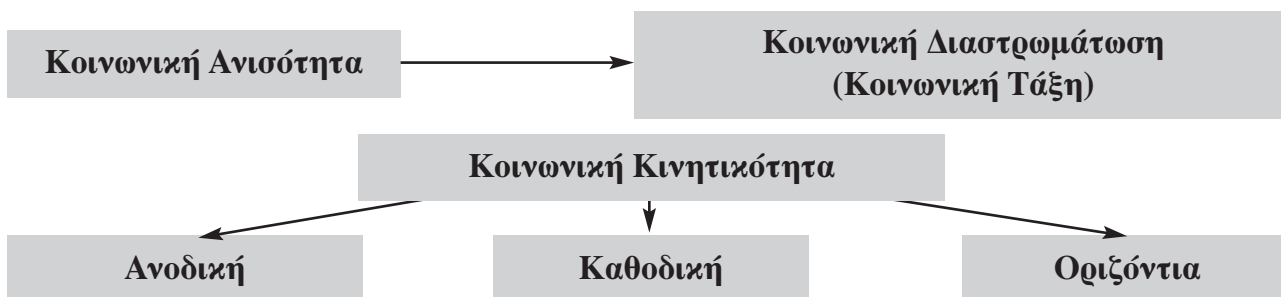 Κοινωνική Ανισότητα
Κοινωνική Διαστρωμάτωση
(Κοινωνική Τάξη)
Κοινωνική Κινητικότητα
Ανοδική
Καθοδική
Οριζόντια